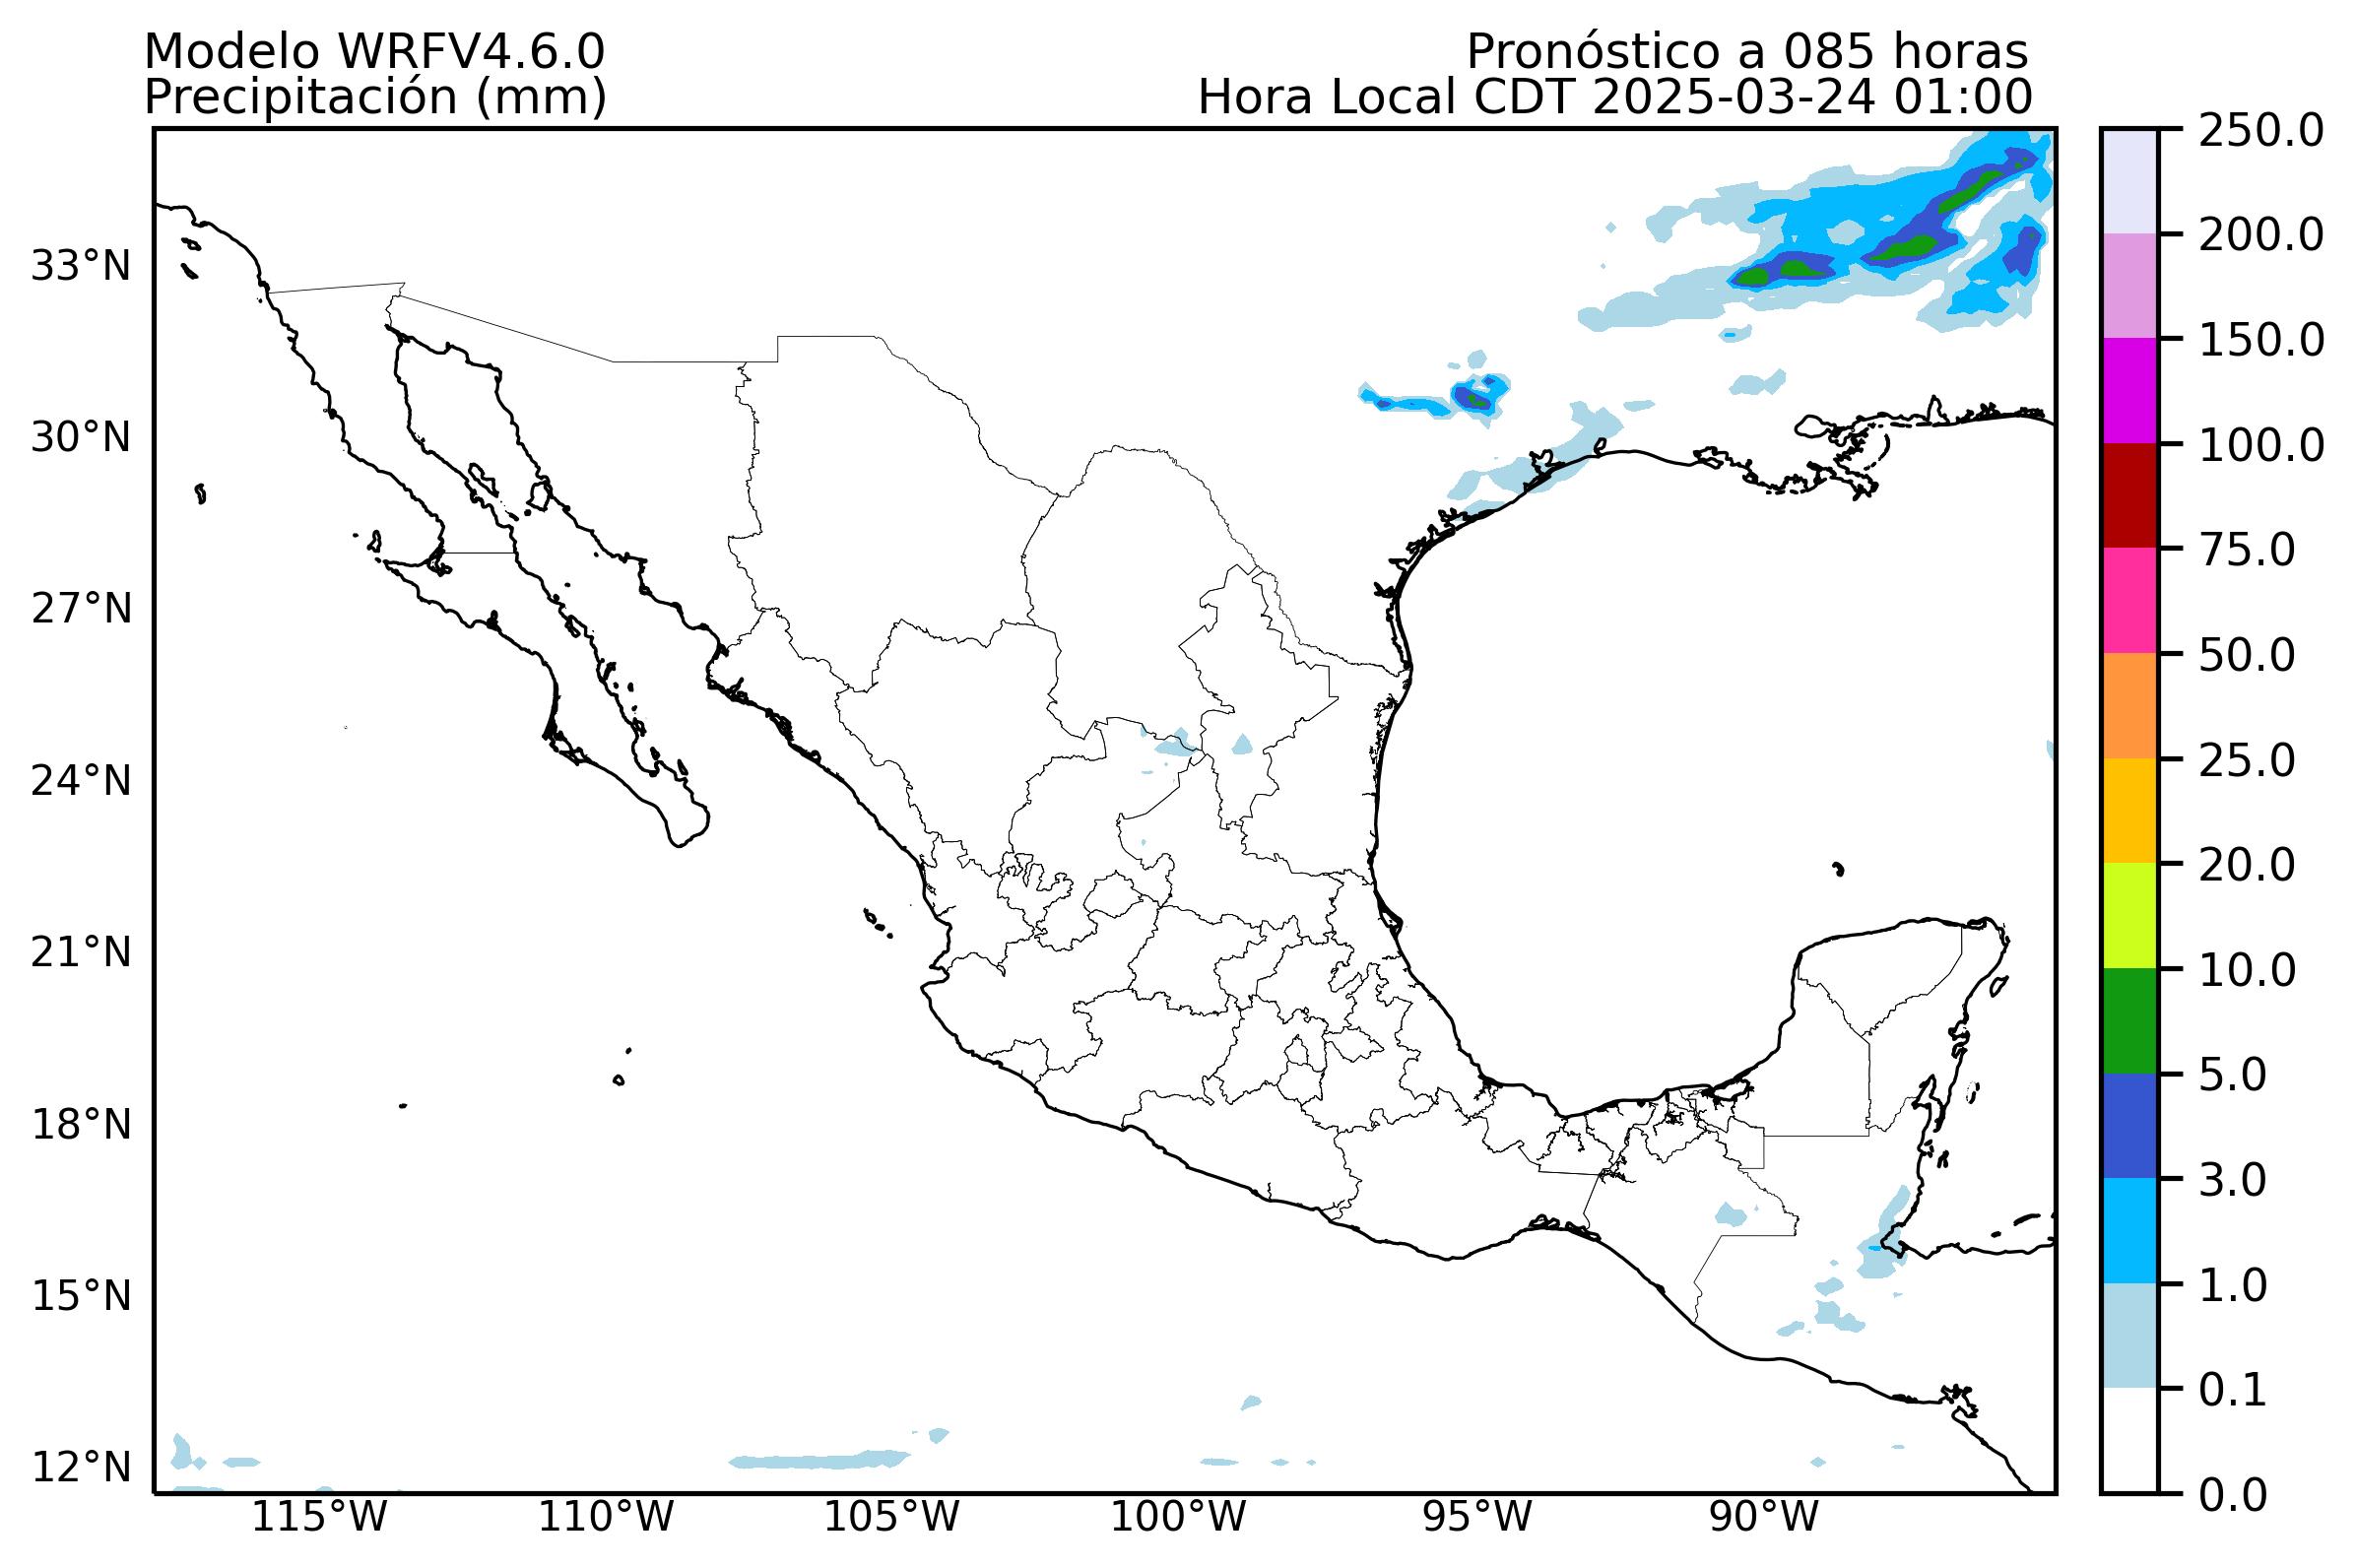 Modelo WRFV4.6.0
Precipitación (mm)
Pronóstico a 085 horas
Hora Local CDT 2025-03-24 01:00
33°N
30°N
27°N
24°N
21°N
18°N
15°N
12°N
115°W
110°W
105°W
100°W
95°W
90°W
250.0
200.0
150.0
100.0
75.0
50.0
25.0
20.0
10.0
5.0
3.0
1.0
0.1
0.0